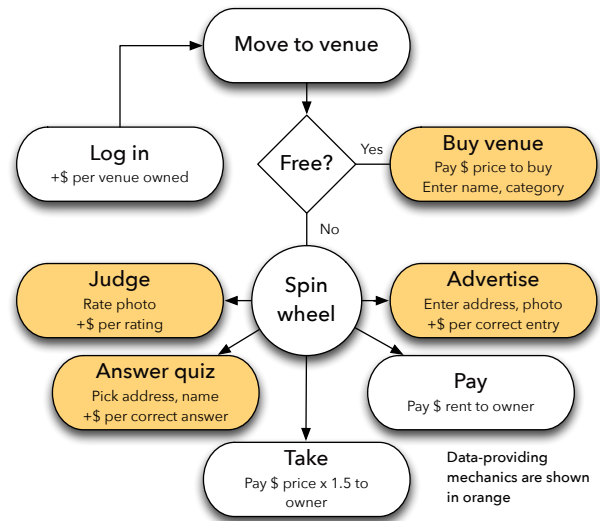 Move to venue
Log in
+$ per venue owned
Free?
Yes
Buy venue
Pay $ price to buy
Enter name, category
No
Judge
Rate photo
+$ per rating
Spin
wheel
Advertise
Enter address, photo
+$ per correct entry
Answer quiz
Pick address, name
+$ per correct answer
Pay
Pay $ rent to owner
Take
Pay $ price x 1.5 to
owner
Data-providing
mechanics are shown
in orange